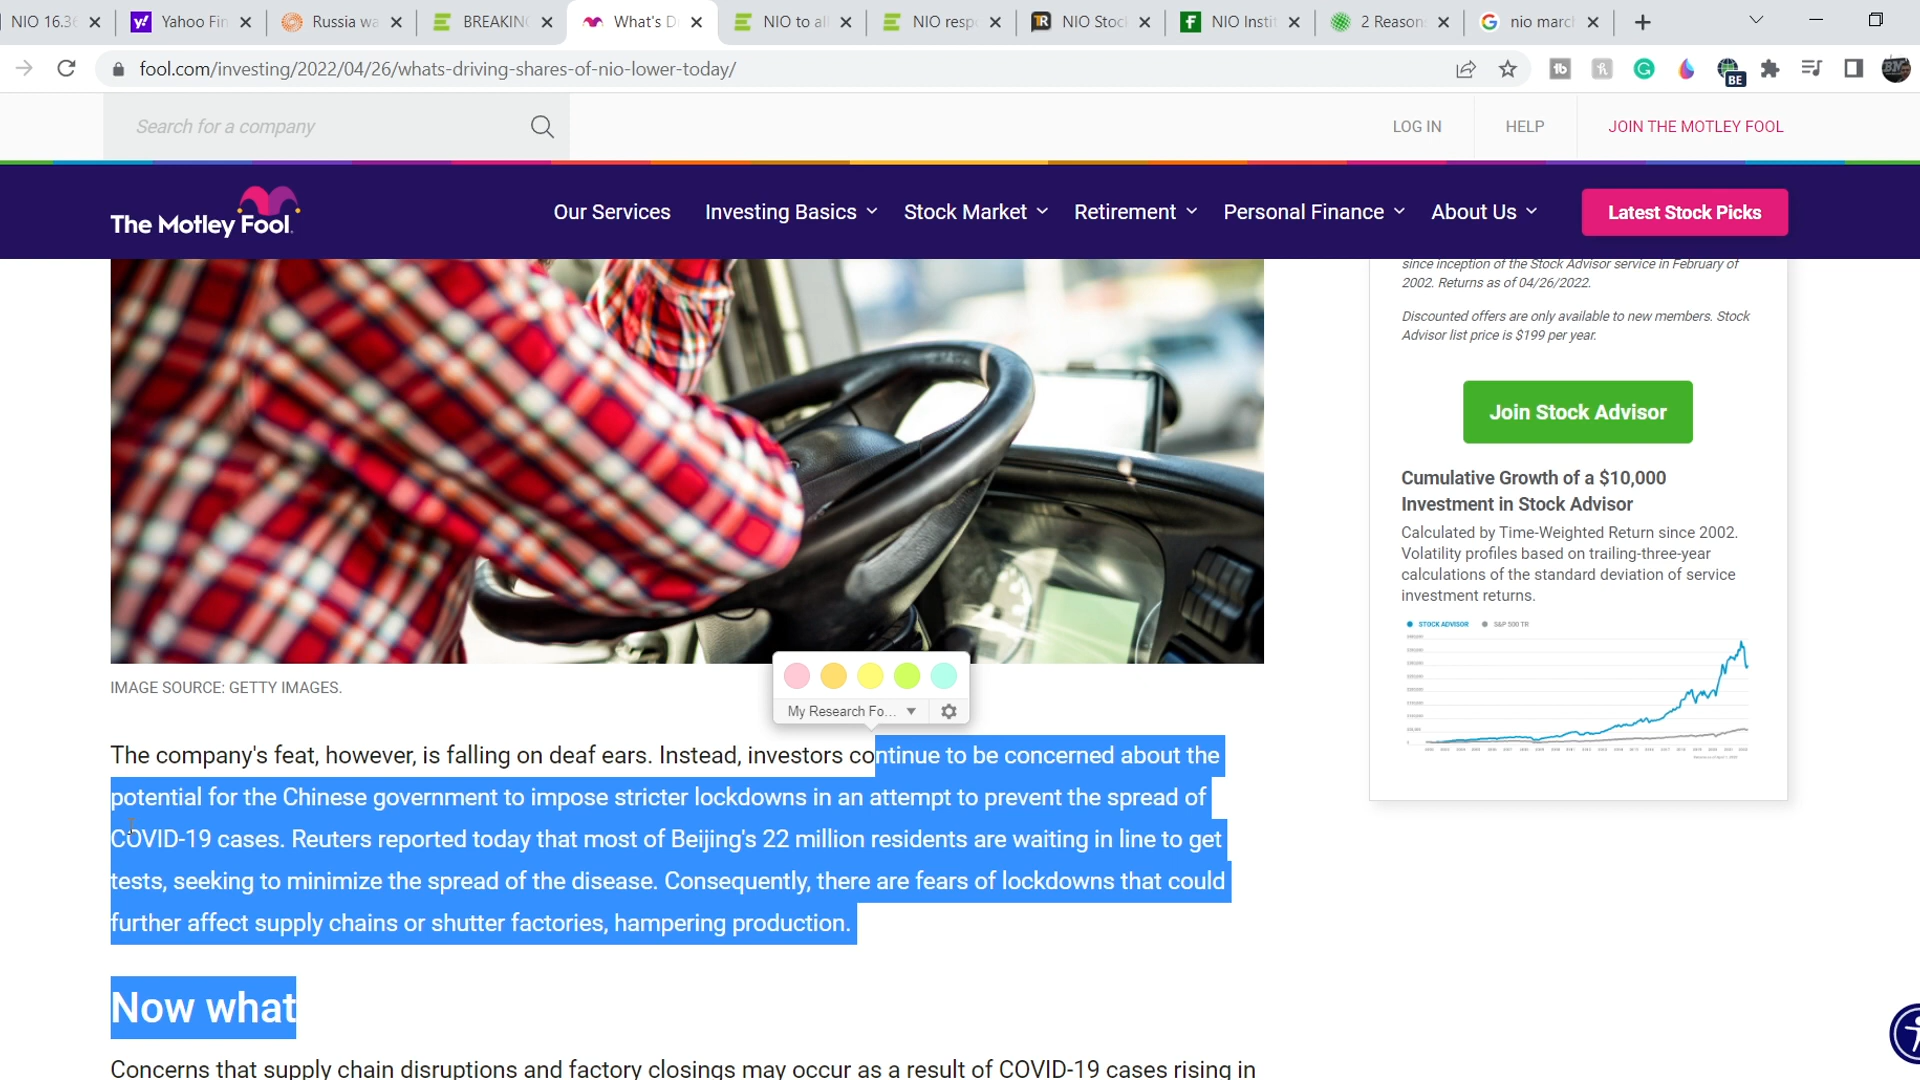 NIO 16.36
Yahoo Fin
Russia wa
BREAKING
What's D
NIO to al
NIO resp
NIO Stoc
NIO Instit
2 Reason
nio marc
fool.com/investing/2022/04/26/whats-driving-shares-of-nio-lower-today/
BE
Search for a company
LOG IN
HELP
JOIN THE MOTLEY FOOL
The Motley Fool.
Our Services
Investing Basics
Stock Market
Retirement
Personal Finance
About Us
Latest Stock Picks
since inception of the Stock Advisor service in February of
2002. Returns as of 04/26/2022.
Discounted offers are only available to new members. Stock
Advisor list price is $199 per year.
Join Stock Advisor
Cumulative Growth of a $10,000
Investment in Stock Advisor
Calculated by Time-Weighted Return since 2002.
Volatility profiles based on trailing-three-year
calculations of the standard deviation of service
investment returns.
STOCK ADVISOR
S&P 500 TR
IMAGE SOURCE: GETTY IMAGES.
My Research Fo...
The company's feat, however, is falling on deaf ears. Instead, investors continue to be concerned about the
potential for the Chinese government to impose stricter lockdowns in an attempt to prevent the spread of
COVID-19 cases. Reuters reported today that most of Beijing's 22 million residents are waiting in line to get
tests, seeking to minimize the spread of the disease. Consequently, there are fears of lockdowns that could
further affect supply chains or shutter factories, hampering production.
Now what
Concerns that supply chain disruptions and factory closings may occur as a result of COVID-19 cases rising in